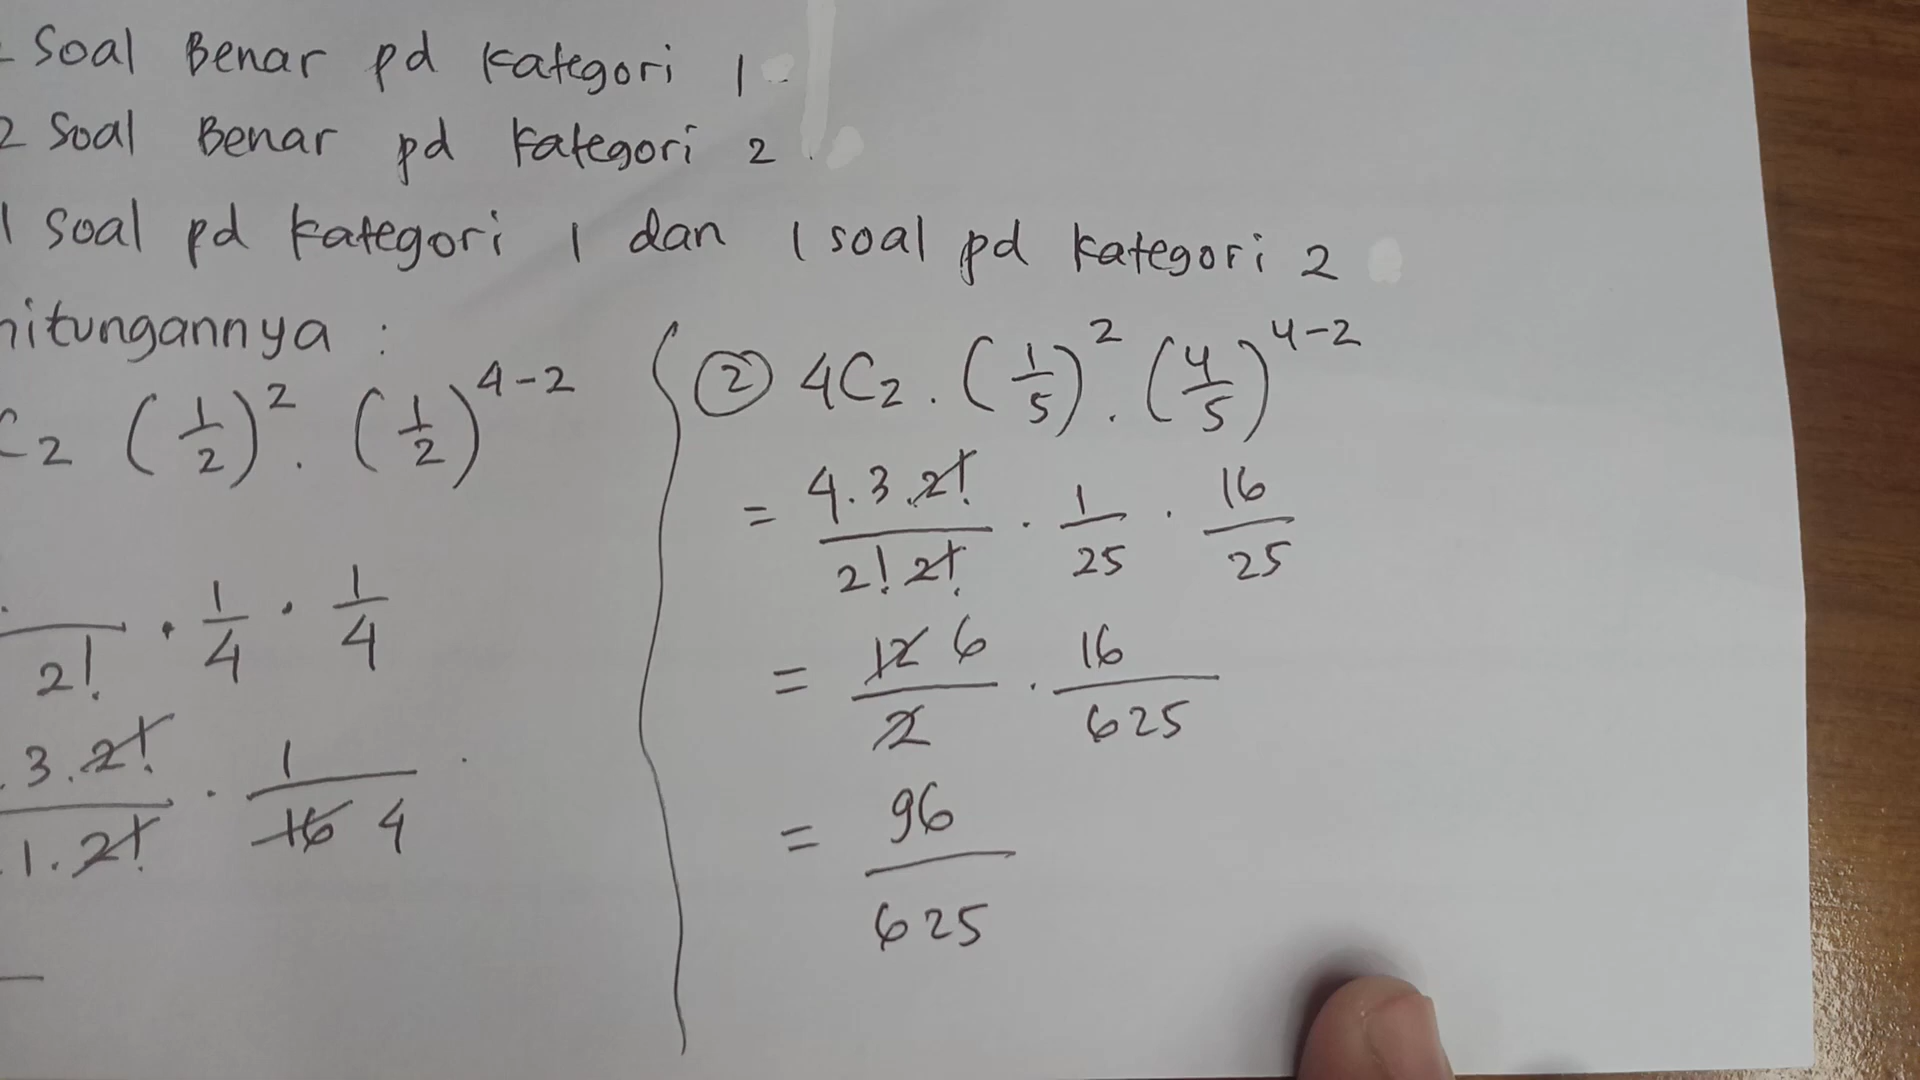 Soal Benar pd kategori 1
2 Soal Benar pd kategori 2
1 soal pd kategori 1 dan 1 soal pd kategori 2
hitungannya :
C2 (1/2)^2 . (1/2)^4-2
2! . 1/4 . 1/4
. 3 . 2! / 1 . 2! . 1/16 4
② 4C2 . (1/5)^2 . (4/5)^4-2
= 4 . 3 . 2! / 2! 2! . 1/25 . 16/25
= 12 6 / 2 . 16/625
= 96/625